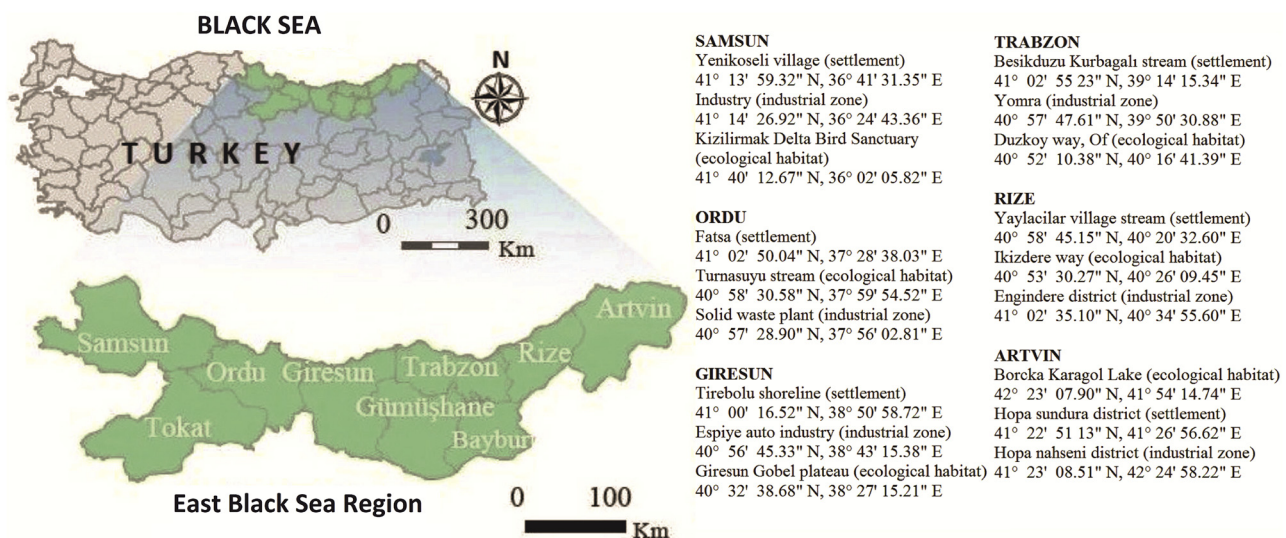 BLACK SEA
N
TURKEY
0 300
Km
Samsun
Ordu
Giresun
Trabzon
Rize
Artvin
Tokat
Gümüşhane
Bayburt
East Black Sea Region
0 100
Km
SAMSUN
Yenikoseli village (settlement)
41° 13' 59.32" N, 36° 41' 31.35" E
Industry (industrial zone)
41° 14' 26.92" N, 36° 24' 43.36" E
Kizilirmak Delta Bird Sanctuary
(ecological habitat)
41° 40' 12.67" N, 36° 02' 05.82" E
ORDU
Fatsa (settlement)
41° 02' 50.04" N, 37° 28' 38.03" E
Turnasuyu stream (ecological habitat)
40° 58' 30.58" N, 37° 59' 54.52" E
Solid waste plant (industrial zone)
40° 57' 28.90" N, 37° 56' 02.81" E
GIRESUN
Tirebolu shoreline (settlement)
41° 00' 16.52" N, 38° 50' 58.72" E
Espiye auto industry (industrial zone)
40° 56' 45.33" N, 38° 43' 15.38" E
Giresun Gobel plateau (ecological habitat)
40° 32' 38.68" N, 38° 27' 15.21" E
TRABZON
Besikduzu Kurbagalı stream (settlement)
41° 02' 55 23" N, 39° 14' 15.34" E
Yomra (industrial zone)
40° 57' 47.61" N, 39° 50' 30.88" E
Duzkoy way, Of (ecological habitat)
40° 52' 10.38" N, 40° 16' 41.39" E
RIZE
Yaylacilar village stream (settlement)
40° 58' 45.15" N, 40° 20' 32.60" E
Ikizdere way (ecological habitat)
40° 53' 30.27" N, 40° 26' 09.45" E
Engindere district (industrial zone)
41° 02' 35.10" N, 40° 34' 55.60" E
ARTVIN
Borcka Karagol Lake (ecological habitat)
42° 23' 07.90" N, 41° 54' 14.74" E
Hopa sundura district (settlement)
41° 22' 51 13" N, 41° 26' 56.62" E
Hopa nahseni district (industrial zone)
41° 23' 08.51" N, 42° 24' 58.22" E